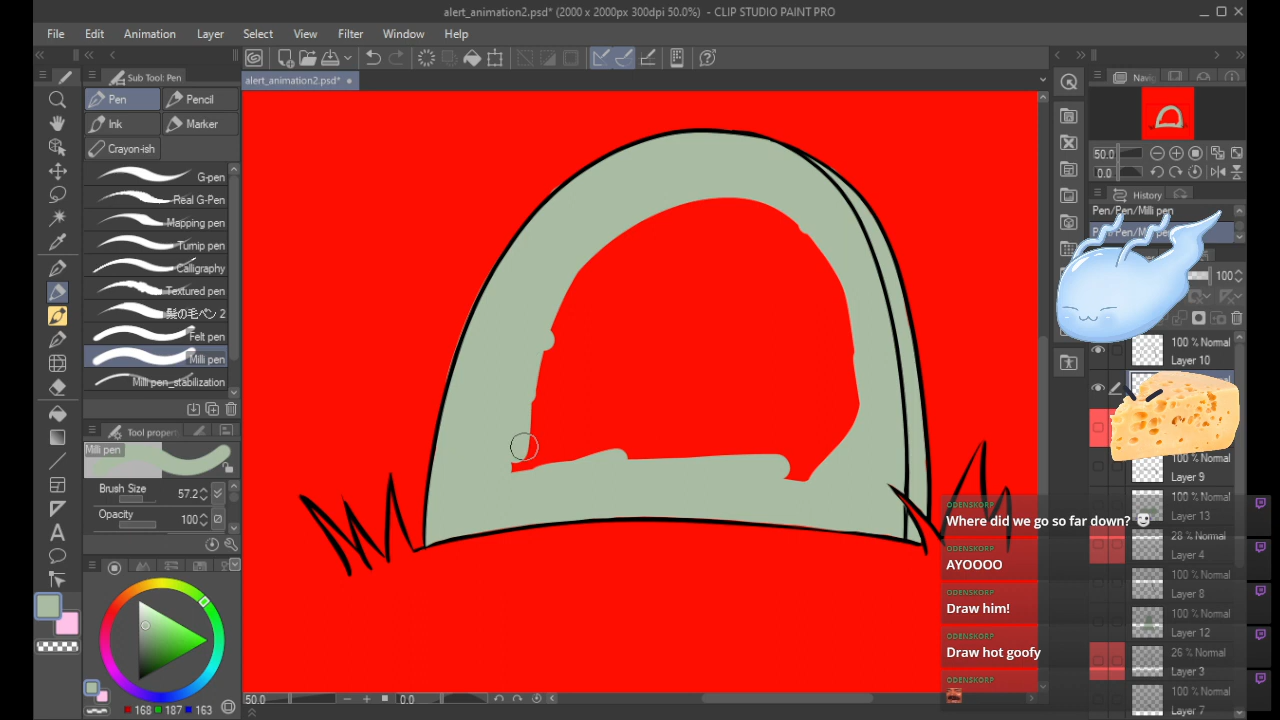 alert_animation2.psd* (2000 x 2000px 300dpi 50.0%) - CLIP STUDIO PAINT PRO
File Edit Animation Layer Select View Filter Window Help
Sub Tool: Pen
alert_animation2.psd*
Pen
Pencil
Ink
Marker
Crayon-ish
G-pen
Real G-Pen
Mapping pen
Turnip pen
Calligraphy
Textured pen
髪の毛ペン 2
Felt pen
Milli pen
Milli pen_stabilization
Tool proper
Milli pen
Brush Size 57.2
Opacity 100
168 187 163
50.0
0.0
Navi
50.0
0.0
History
Pen/Pen/Milli pen
100
100 % Normal
Layer 10
100 % Normal
Layer 9
100 % Normal
Layer 13
28 % Normal
Layer 4
100 % Normal
Layer 8
100 % Normal
Layer 12
26 % Normal
Layer 3
100 % Normal
Layer 7
ODENSKORP
Where did we go so far down?
ODENSKORP
AYOOOO
ODENSKORP
Draw him!
ODENSKORP
Draw hot goofy
ODENSKORP